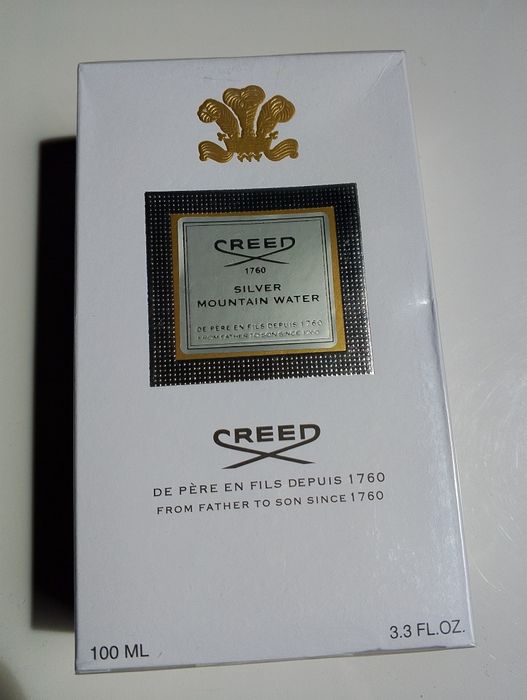 CREED
1760
SILVER
MOUNTAIN WATER
DE PÈRE EN FILS DEPUIS 1760
FROM FATHER TO SON SINCE 1760
CREED
DE PÈRE EN FILS DEPUIS 1760
FROM FATHER TO SON SINCE 1760
100 ML
3.3 FL.OZ.